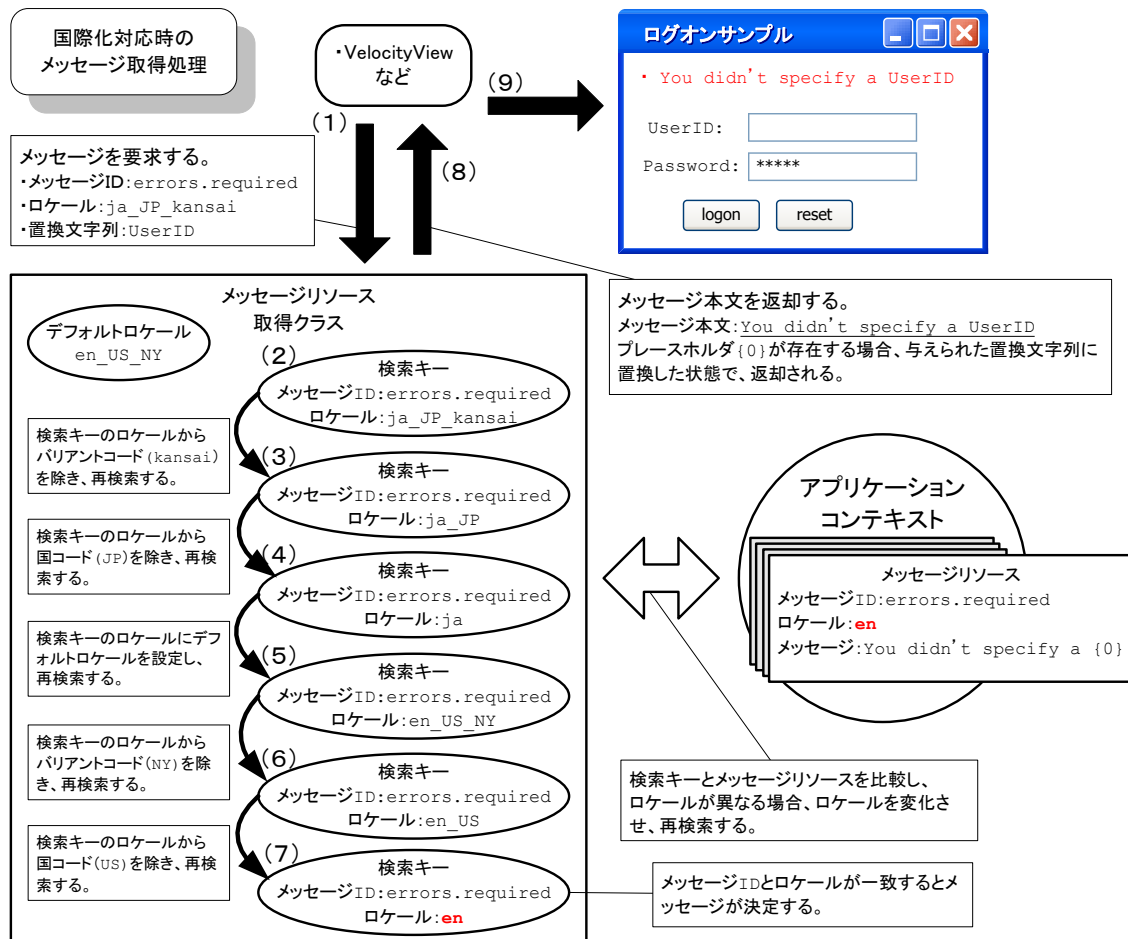 国際化対応時の
メッセージ取得処理
・VelocityView
など
ログオンサンプル
・ You didn't specify a UserID
UserID:
Password:
*****
logon
reset
(1)
(8)
(9)
メッセージを要求する。
・メッセージID:errors.required
・ロケール:ja_JP_kansai
・置換文字列:UserID
メッセージ本文を返却する。
メッセージ本文:You didn't specify a UserID
プレースホルダ{0}が存在する場合、与えられた置換文字列に
置換した状態で、返却される。
メッセージリソース
取得クラス
デフォルトロケール
en_US_NY
(2)
検索キー
メッセージID:errors.required
ロケール:ja_JP_kansai
検索キーのロケールから
バリアントコード(kansai)
を除き、再検索する。
(3)
検索キー
メッセージID:errors.required
ロケール:ja_JP
検索キーのロケールから
国コード(JP)を除き、再検
索する。
(4)
検索キー
メッセージID:errors.required
ロケール:ja
検索キーのロケールにデフ
ォルトロケールを設定し、
再検索する。
(5)
検索キー
メッセージID:errors.required
ロケール:en_US_NY
検索キーのロケールから
バリアントコード(NY)を除
き、再検索する。
(6)
検索キー
メッセージID:errors.required
ロケール:en_US
検索キーのロケールから
国コード(US)を除き、再検
索する。
(7)
検索キー
メッセージID:errors.required
ロケール:en
アプリケーション
コンテキスト
メッセージリソース
メッセージID:errors.required
ロケール:en
メッセージ:You didn't specify a {0}
検索キーとメッセージリソースを比較し、
ロケールが異なる場合、ロケールを変化さ
せ、再検索する。
メッセージIDとロケールが一致するとメ
ッセージが決定する。